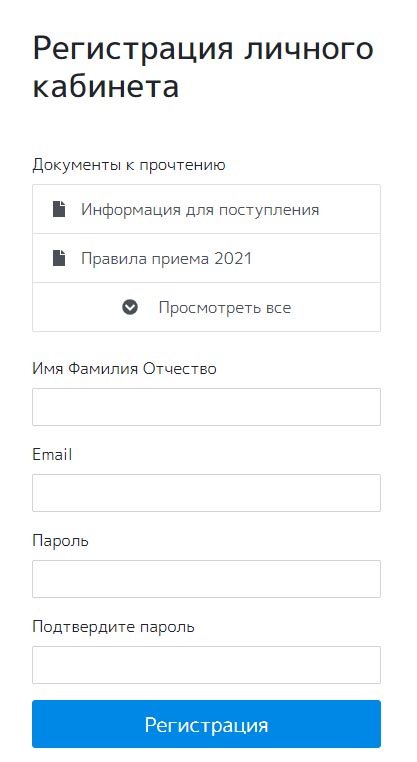 Регистрация личного
кабинета
Документы к прочтению
Информация для поступления
Правила приема 2021
Просмотреть все
Имя Фамилия Отчество
Email
Пароль
Подтвердите пароль
Регистрация